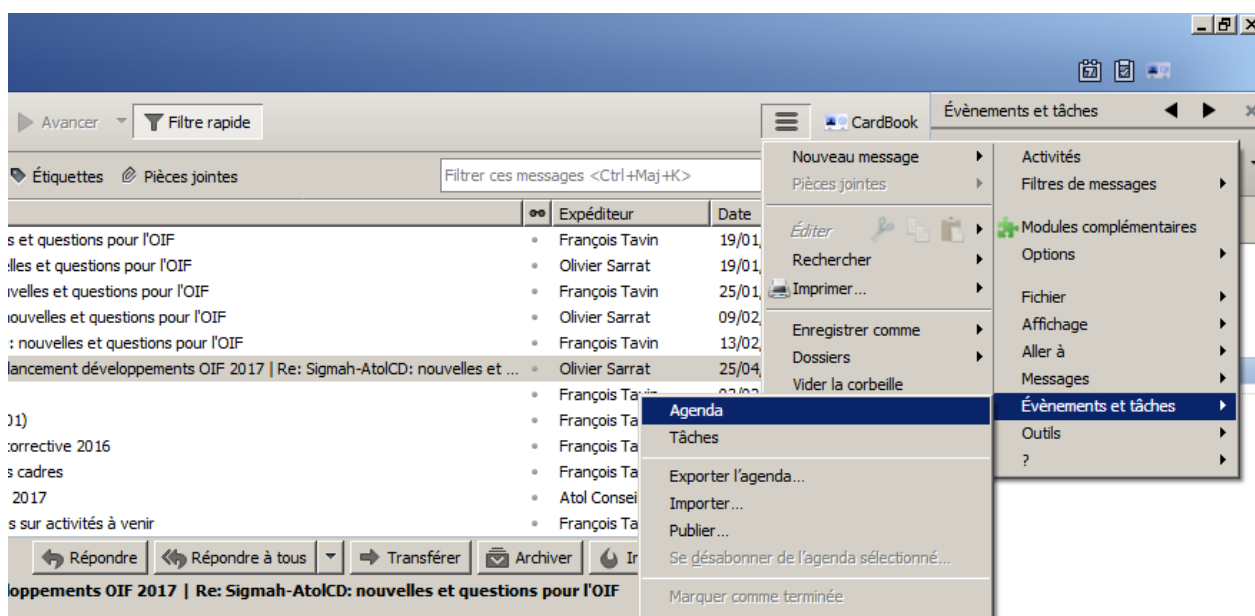 Avancer Filtre rapide CardBook Évènements et tâches
Étiquettes Pièces jointes Filtrer ces messages <Ctrl+Maj+K>
Expéditeur Date
s et questions pour l'OIF François Tavin 19/01
lles et questions pour l'OIF Olivier Sarrat 19/01
velles et questions pour l'OIF François Tavin 25/01
nouvelles et questions pour l'OIF Olivier Sarrat 09/02
: nouvelles et questions pour l'OIF François Tavin 13/02
lancement développements OIF 2017 | Re: Sigmah-AtolCD: nouvelles et ... Olivier Sarrat 25/04
François
01) François Ta
corrective 2016 François Ta
s cadres François Ta
2017 Atol Consei
s sur activités à venir François Ta
Nouveau message
Pièces jointes
Éditer
Rechercher
Imprimer...
Enregistrer comme
Dossiers
Vider la corbeille
Activités
Filtres de messages
Modules complémentaires
Options
Fichier
Affichage
Aller à
Messages
Évènements et tâches
Outils
?
Agenda
Tâches
Exporter l'agenda...
Importer...
Publier...
Se désabonner de l'agenda sélectionné...
Marquer comme terminée
Répondre Répondre à tous Transférer Archiver
loppements OIF 2017 | Re: Sigmah-AtolCD: nouvelles et questions pour l'OIF